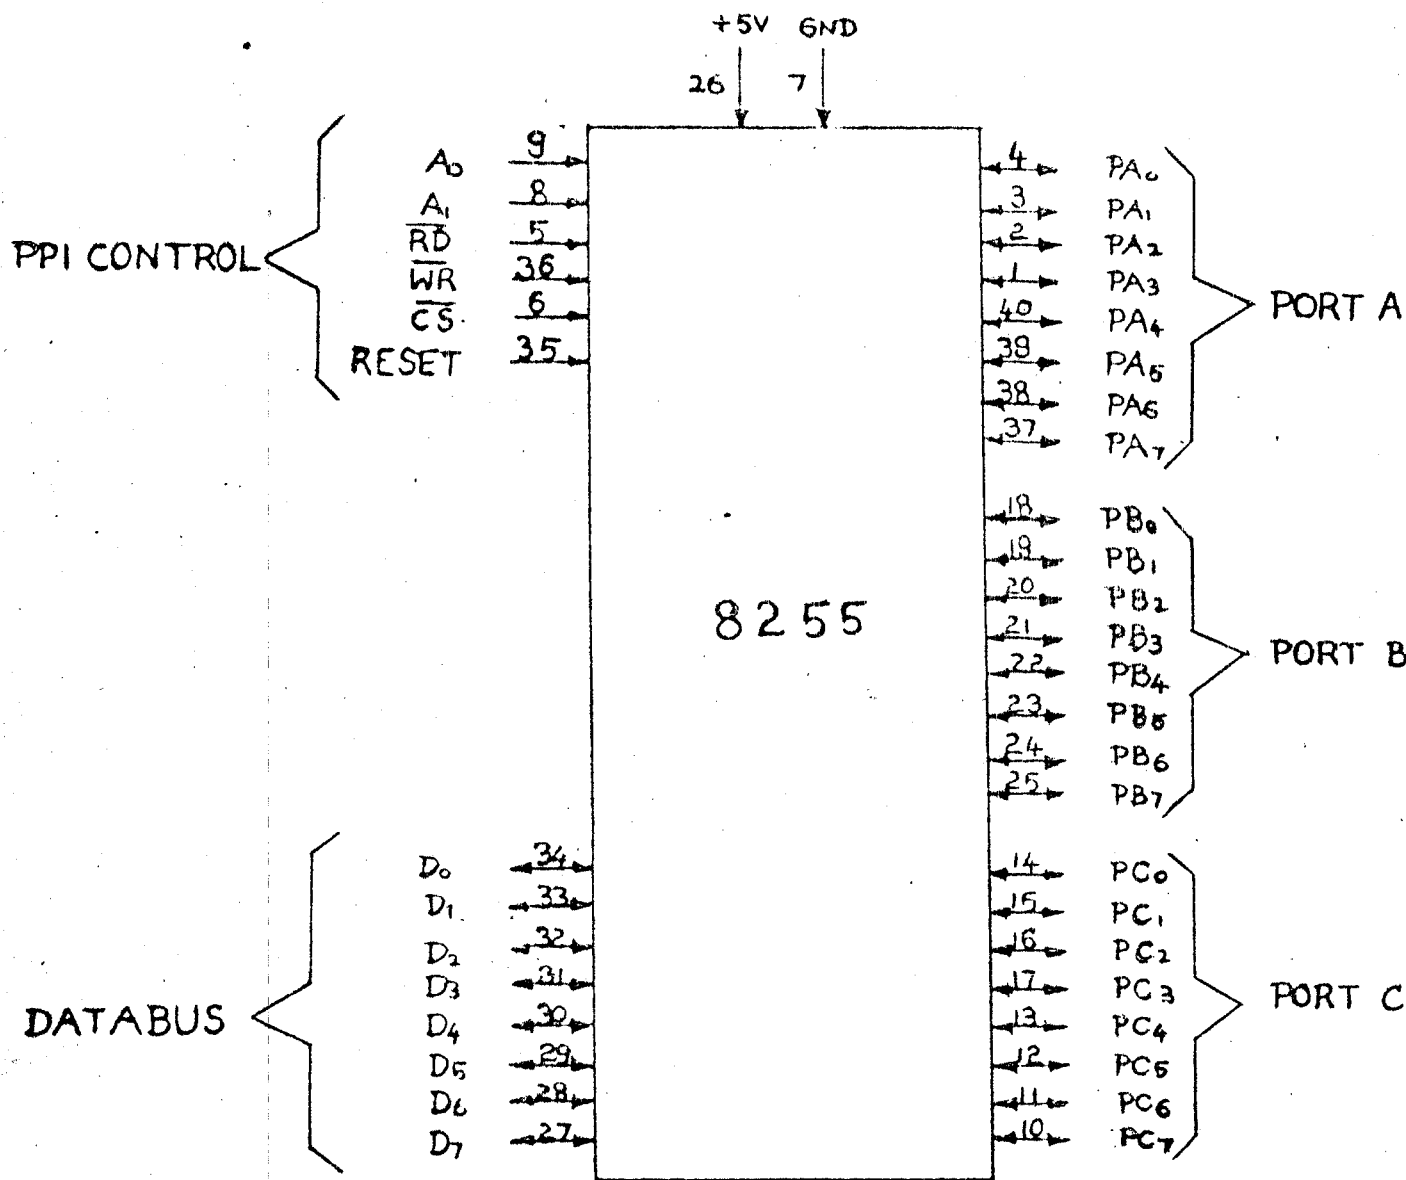 +5V GND
26 7
PPI CONTROL
A₀ 9
A₁ 8
R̅D̅ 5
W̅R̅ 36
C̅S̅ 6
RESET 35
DATABUS
D₀ 34
D₁ 33
D₂ 32
D₃ 31
D₄ 30
D₅ 29
D₆ 28
D₇ 27
8255
4 PA₀
3 PA₁
2 PA₂
1 PA₃
40 PA₄
39 PA₅
38 PA₆
37 PA₇
PORT A
18 PB₀
19 PB₁
20 PB₂
21 PB₃
22 PB₄
23 PB₅
24 PB₆
25 PB₇
PORT B
14 PC₀
15 PC₁
16 PC₂
17 PC₃
13 PC₄
12 PC₅
11 PC₆
10 PC₇
PORT C